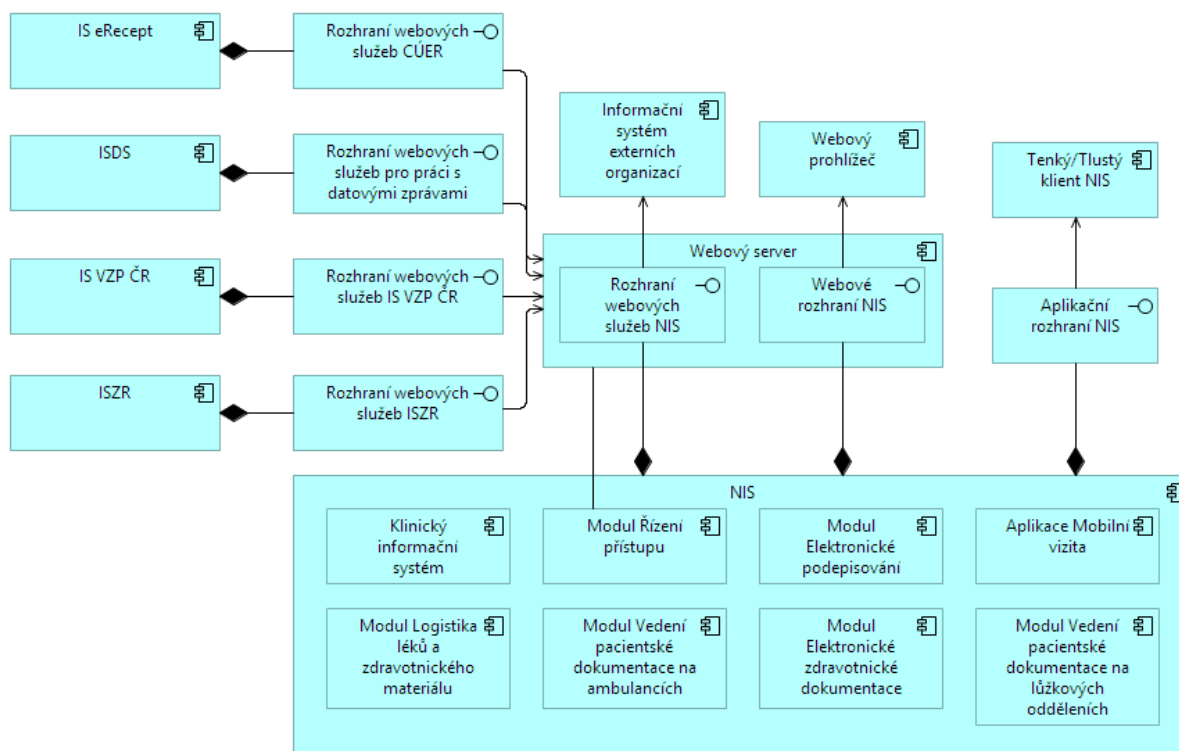 IS eRecept
Rozhraní webových
služeb CÚER
ISDS
Rozhraní webových
služeb pro práci s
datovými zprávami
IS VZP ČR
Rozhraní webových
služeb IS VZP ČR
ISZR
Rozhraní webových
služeb ISZR
Informační
systém
externích
organizací
Webový
prohlížeč
Tenký/Tlustý
klient NIS
Webový server
Rozhraní
webových
služeb NIS
Webové
rozhraní NIS
Aplikační
rozhraní NIS
NIS
Klinický
informační
systém
Modul Řízení
přístupu
Modul
Elektronické
podepisování
Aplikace Mobilní
vizita
Modul Logistika
léků a
zdravotnického
materiálu
Modul Vedení
pacientské
dokumentace na
ambulancích
Modul
Elektronické
zdravotnické
dokumentace
Modul Vedení
pacientské
dokumentace na
lůžkových
odděleních